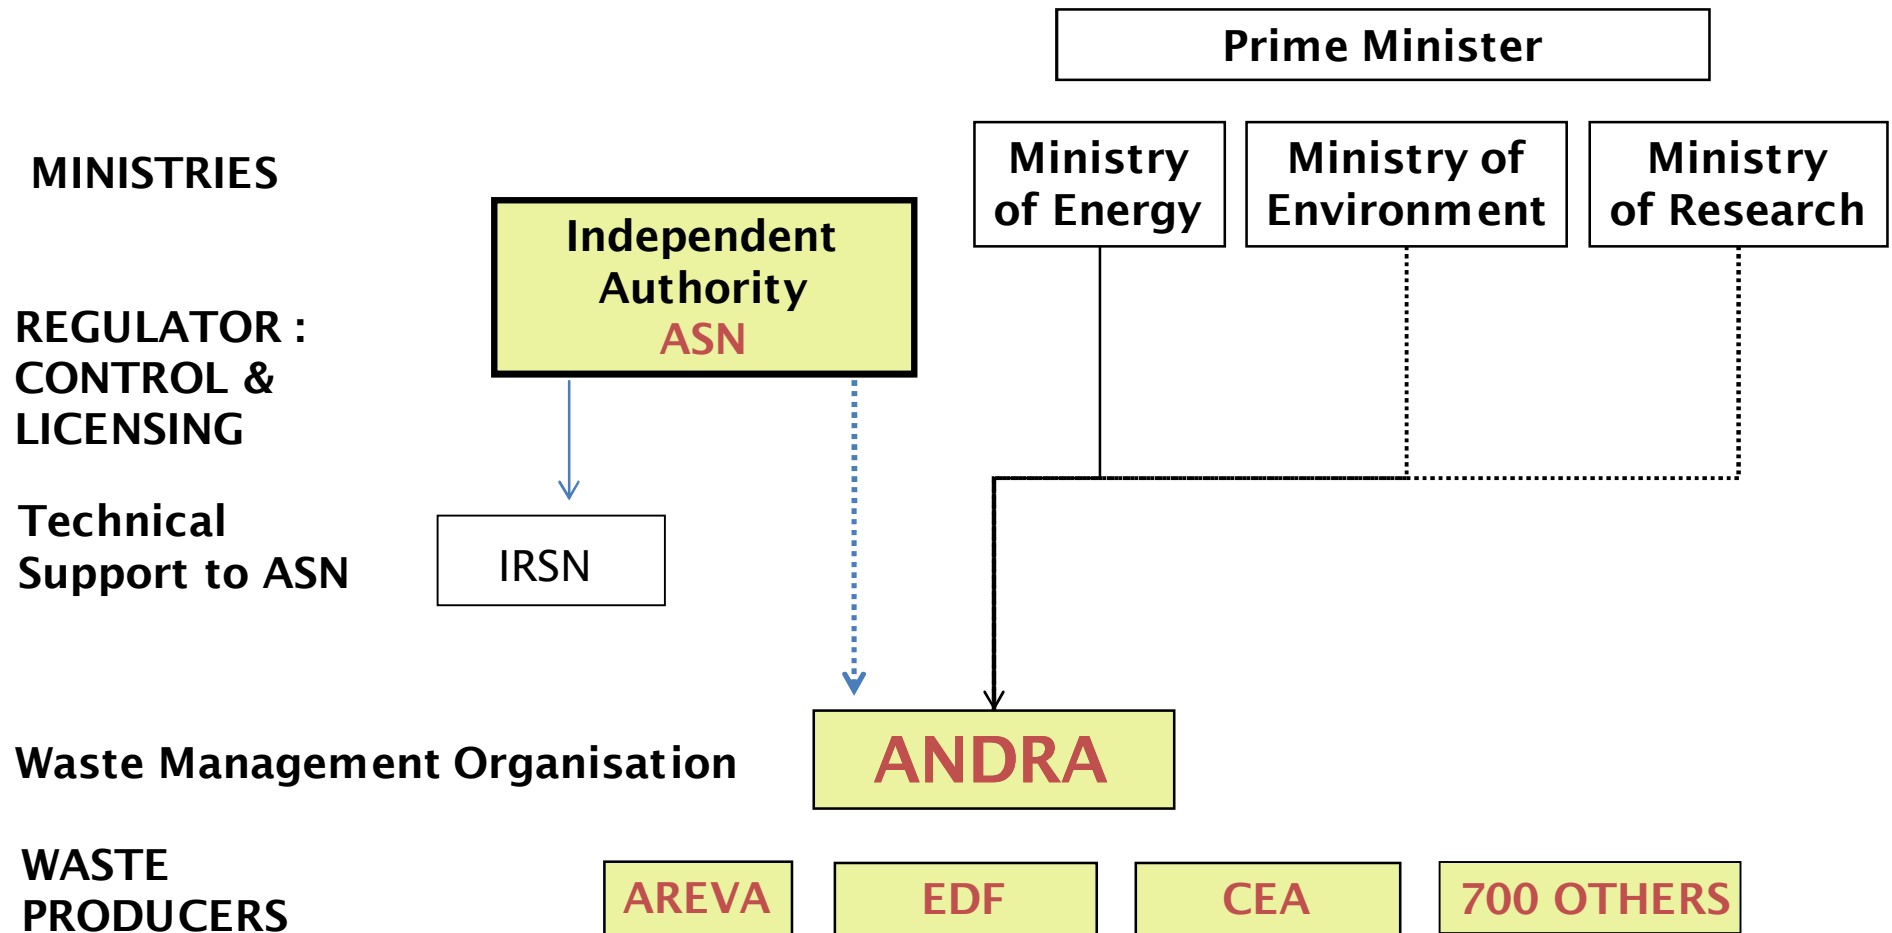 Prime Minister
MINISTRIES
Ministry
of Energy
Ministry of
Environment
Ministry
of Research
Independent
Authority
ASN
REGULATOR :
CONTROL &
LICENSING
Technical
Support to ASN
IRSN
Waste Management Organisation
ANDRA
WASTE
PRODUCERS
AREVA
EDF
CEA
700 OTHERS